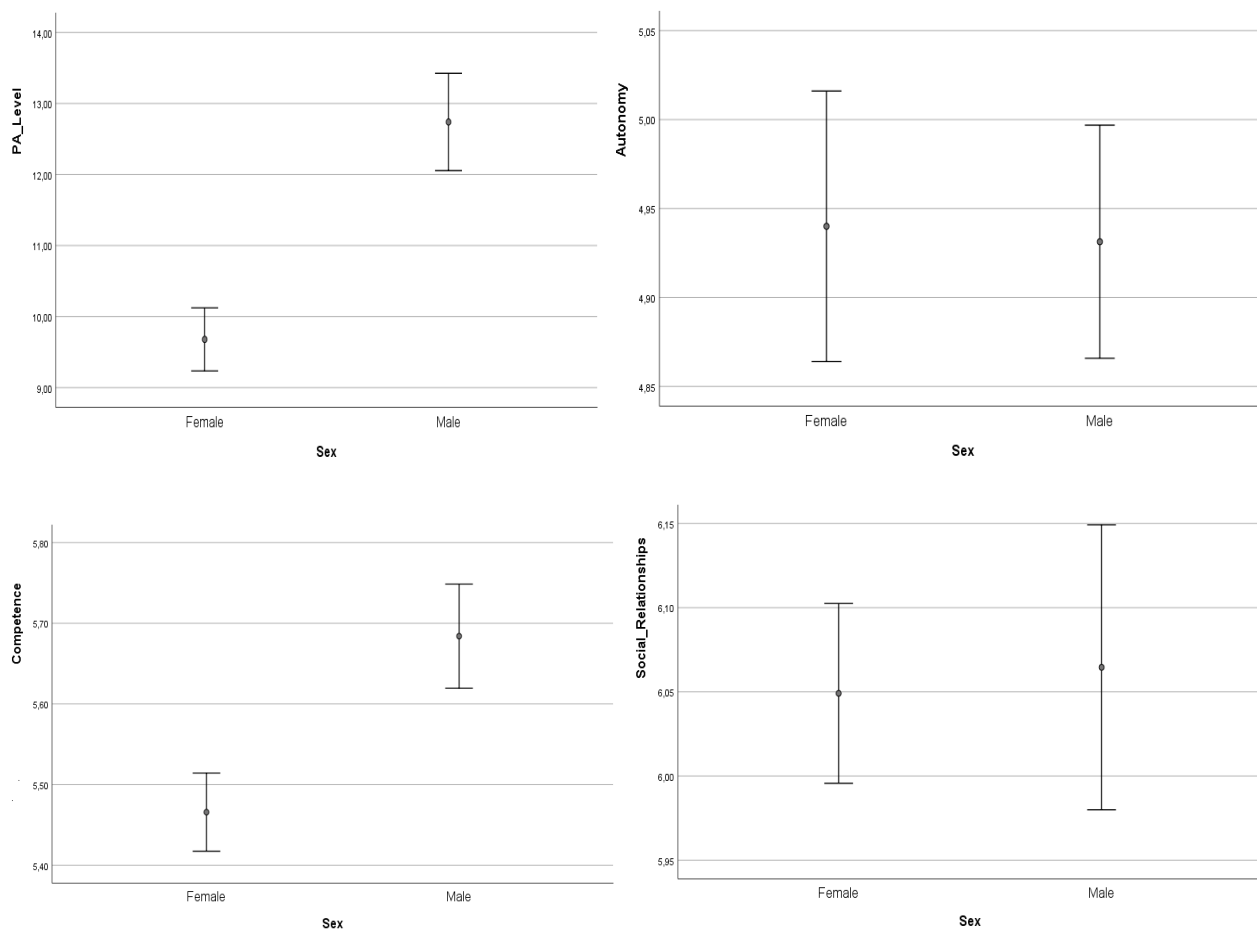 PA_Level
14,00
13,00
12,00
11,00
10,00
9,00
Female Male
Sex
Autonomy
5,05
5,00
4,95
4,90
4,85
Female Male
Sex
Competence
5,80
5,70
5,60
5,50
5,40
Female Male
Sex
Social_Relationships
6,15
6,10
6,05
6,00
5,95
Female Male
Sex